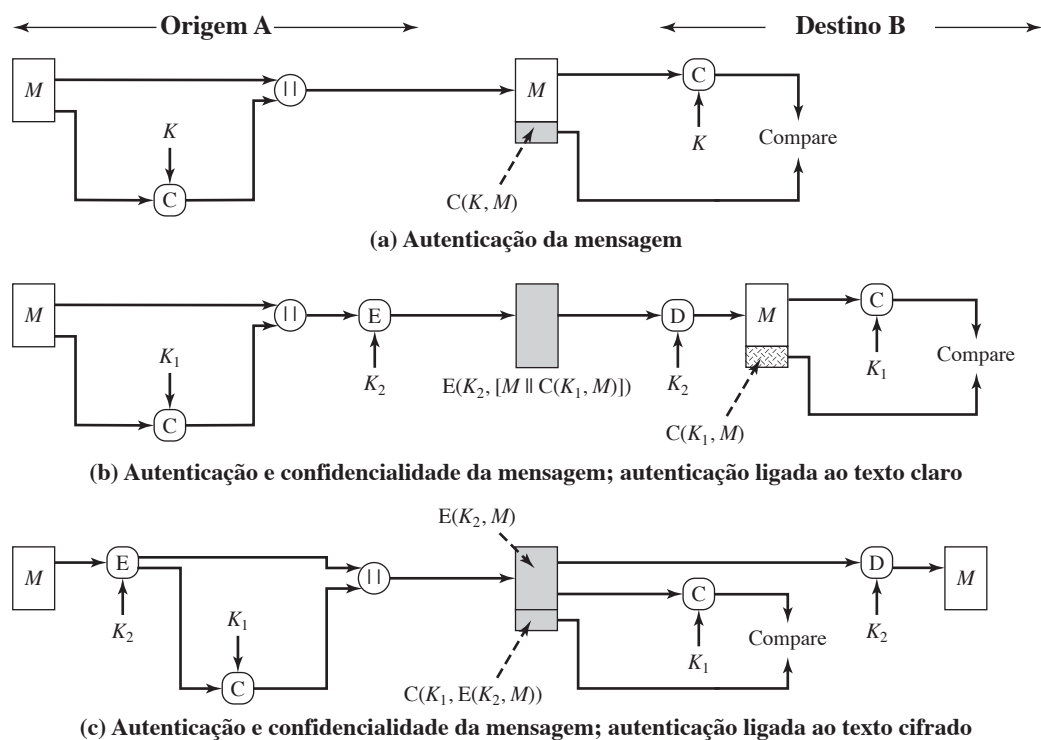 Origem A
Destino B
M
||
M
C
K
K
Compare
C
C(K, M)
(a) Autenticação da mensagem
M
||
E
D
M
C
K1
K2
K2
K1
Compare
E(K2, [M || C(K1, M)])
C
C(K1, M)
(b) Autenticação e confidencialidade da mensagem; autenticação ligada ao texto claro
E(K2, M)
M
E
||
D
M
C
K2
K1
K2
K1
Compare
C
C(K1, E(K2, M))
(c) Autenticação e confidencialidade da mensagem; autenticação ligada ao texto cifrado